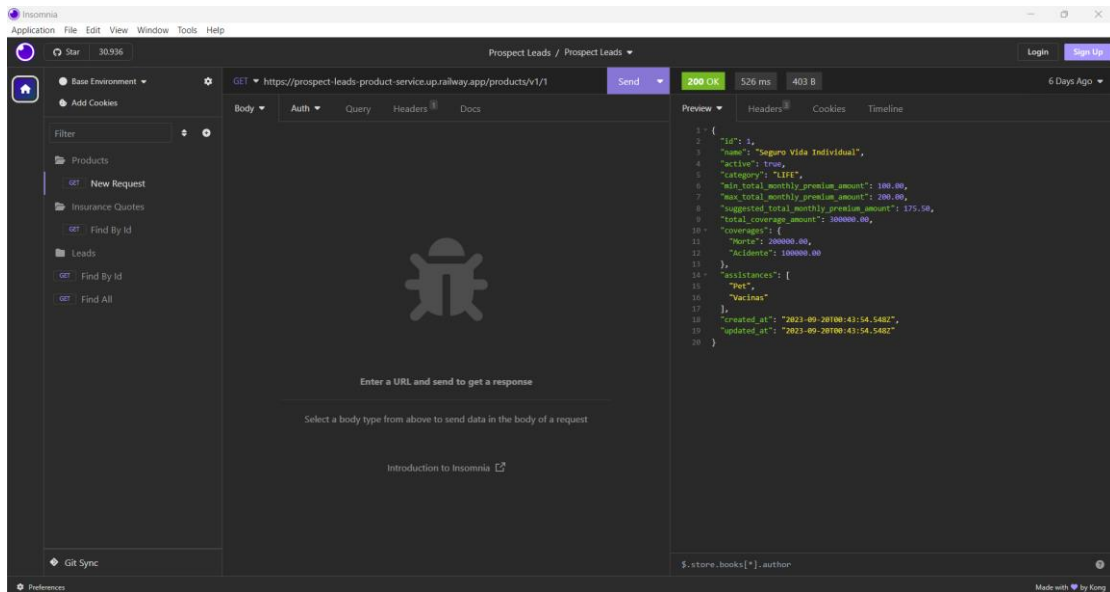 Insomnia
Application File Edit View Window Tools Help
Star 30.936
Prospect Leads / Prospect Leads
Login Sign Up
Base Environment
Add Cookies
Filter
Products
GET New Request
Insurance Quotes
GET Find By Id
Leads
GET Find By Id
GET Find All
Git Sync
Preferences
GET https://prospect-leads-product-service.up.railway.app/products/v1/1 Send
Body Auth Query Headers 1 Docs
Enter a URL and send to get a response
Select a body type from above to send data in the body of a request
Introduction to Insomnia
200 OK 526 ms 403 B 6 Days Ago
Preview Headers 3 Cookies Timeline
1 {
2 "id": 1,
3 "name": "Seguro Vida Individual",
4 "active": true,
5 "category": "LIFE",
6 "min_total_monthly_premium_amount": 100.00,
7 "max_total_monthly_premium_amount": 200.00,
8 "suggested_total_monthly_premium_amount": 175.50,
9 "total_coverage_amount": 300000.00,
10 "coverages": {
11 "Morte": 200000.00,
12 "Acidente": 100000.00
13 },
14 "assistances": [
15 "Pet",
16 "Vacinas"
17 ],
18 "created_at": "2023-09-20T00:43:54.548Z",
19 "updated_at": "2023-09-20T00:43:54.548Z"
20 }
$.store.books[*].author
Made with by Kong